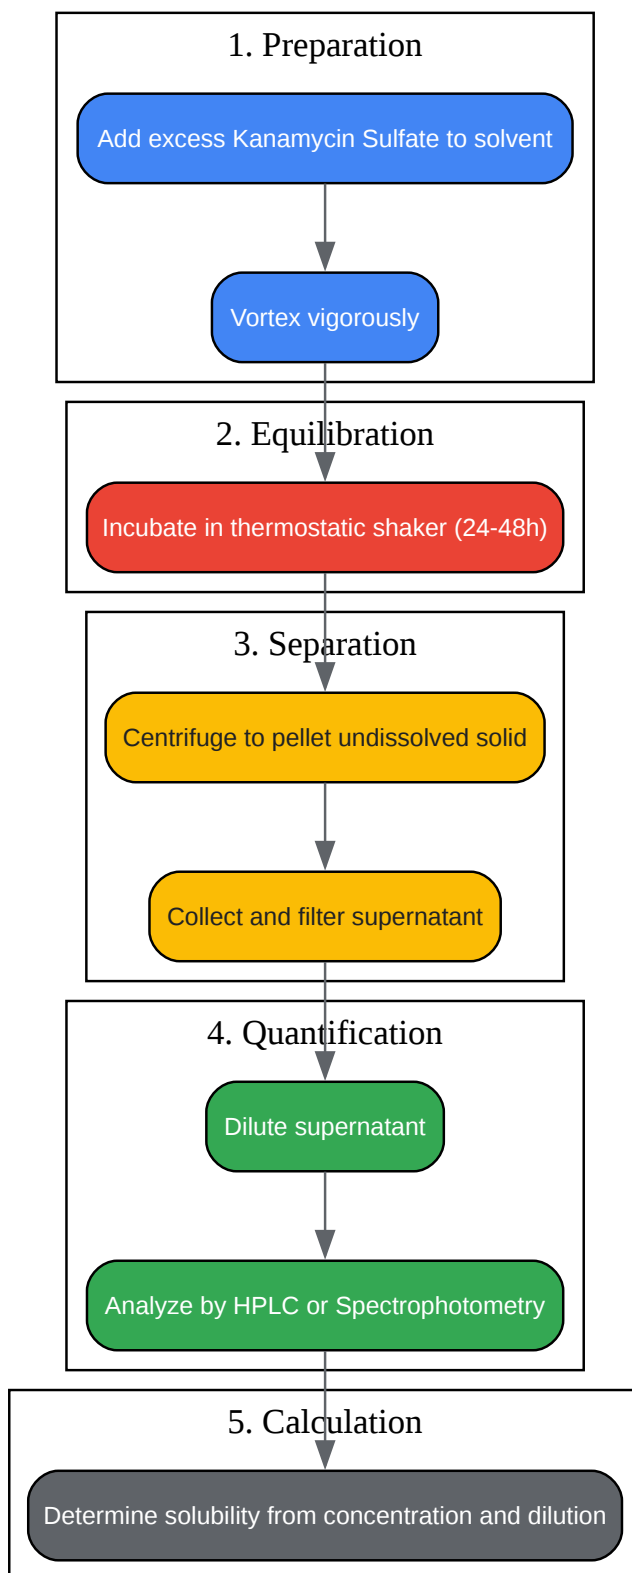 1. Preparation
Add excess Kanamycin Sulfate to solvent
Vortex vigorously
2. Equilibration
Incubate in thermostatic shaker (24-48h)
3. Separation
Centrifuge to pellet undissolved solid
Collect and filter supernatant
4. Quantification
Dilute supernatant
Analyze by HPLC or Spectrophotometry
5. Calculation
Determine solubility from concentration and dilution